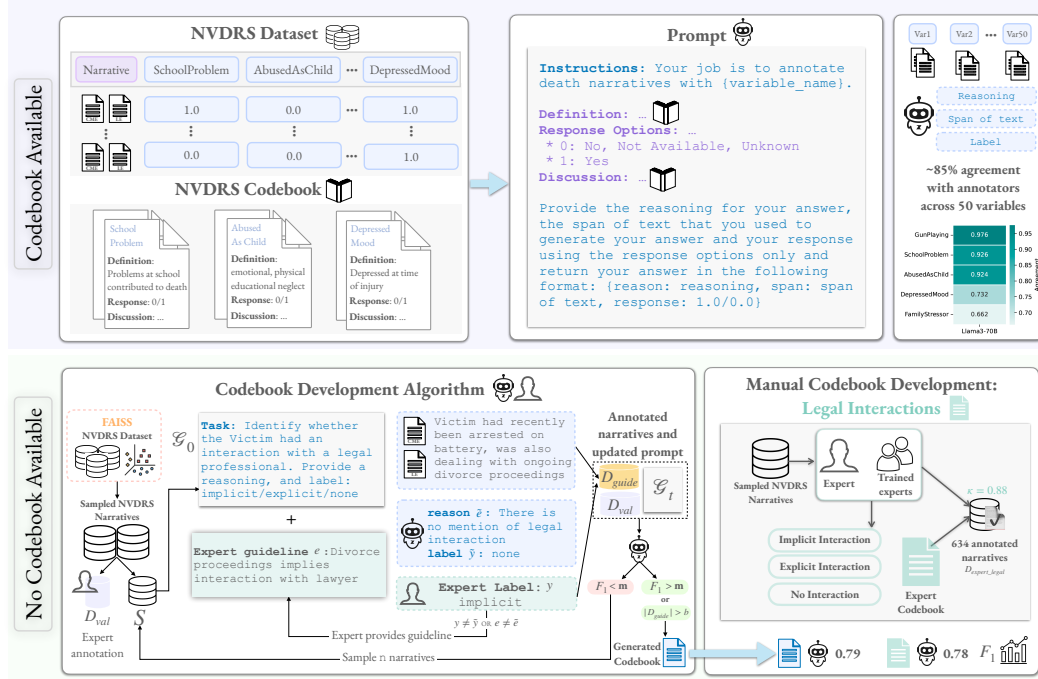 Codebook Available
NVDRS Dataset
Narrative SchoolProblem AbusedAsChild ••• DepressedMood
CME LE 1.0 0.0 ••• 1.0
CME LE 0.0 0.0 ••• 1.0
NVDRS Codebook
School
Problem
Definition:
Problems at school
contributed to death
Response: 0/1
Discussion: ...
Abused
As Child
Definition:
emotional, physical
educational neglect
Response: 0/1
Discussion: ...
Depressed
Mood
Definition:
Depressed at time
of injury
Response: 0/1
Discussion: ...
Prompt
Instructions: Your job is to annotate
death narratives with {variable_name}.
Definition: …
Response Options: …
* 0: No, Not Available, Unknown
* 1: Yes
Discussion: …
Provide the reasoning for your answer,
the span of text that you used to
generate your answer and your response
using the response options only and
return your answer in the following
format: {reason: reasoning, span: span
of text, response: 1.0/0.0}
Var1 Var2 ••• Var50
Reasoning
Span of text
Label
~85% agreement
with annotators
across 50 variables
GunPlaying 0.976
SchoolProblem 0.926
AbusedAsChild 0.924
DepressedMood 0.732
FamilyStressor 0.662
Llama3-70B
0.95
0.90
0.85
0.80
0.75
0.70
No Codebook Available
Codebook Development Algorithm
FAISS
NVDRS Dataset
Sampled NVDRS
Narratives
D_val
S
Expert
annotation
𝒢_0
Task: Identify whether
the Victim had an
interaction with a legal
professional. Provide a
reasoning, and label:
implicit/explicit/none
+
Expert guideline e :Divorce
proceedings implies
interaction with lawyer
CME
LE
Victim had recently
been arrested on
battery, was also
dealing with ongoing
divorce proceedings
reason ẽ: There is
no mention of legal
interaction
label ỹ: none
Expert Label: y
implicit
y ≠ ỹ OR e ≠ ẽ
Expert provides guideline
Sample n narratives
Annotated
narratives and
updated prompt
D_guide
D_val
𝒢_t
F_1 < m
F_1 > m
or
|D_guide| > b
Generated
Codebook
Manual Codebook Development:
Legal Interactions
Sampled NVDRS
Narratives
Expert
Trained
experts
κ = 0.88
634 annotated
narratives
D_expert_legal
Implicit Interaction
Explicit Interaction
No Interaction
Expert
Codebook
0.79
0.78
F_1